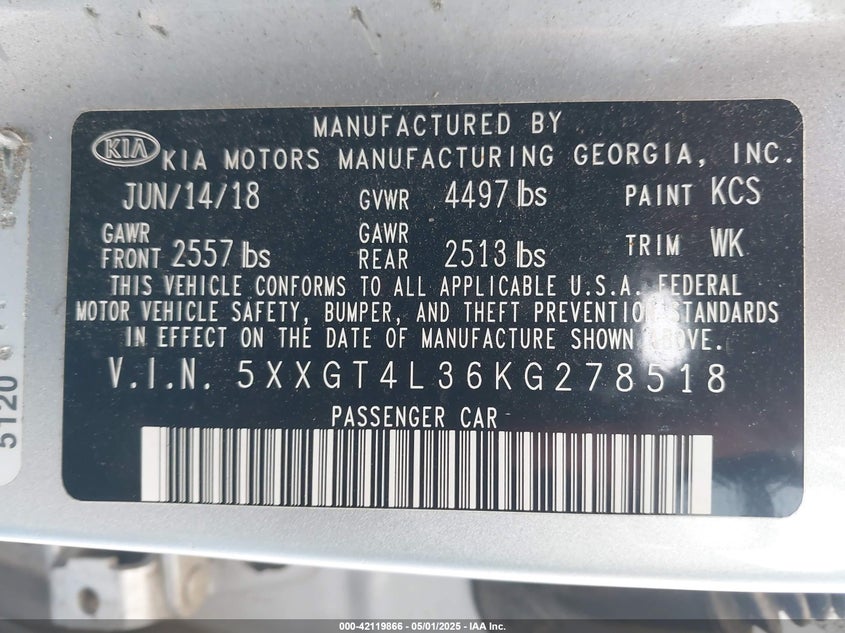 MANUFACTURED BY
KIA KIA MOTORS MANUFACTURING GEORGIA, INC.
JUN/14/18 GVWR 4497 lbs PAINT KCS
GAWR FRONT 2557 lbs GAWR REAR 2513 lbs TRIM WK
THIS VEHICLE CONFORMS TO ALL APPLICABLE U.S.A. FEDERAL
MOTOR VEHICLE SAFETY, BUMPER, AND THEFT PREVENTION STANDARDS
IN EFFECT ON THE DATE OF MANUFACTURE SHOWN ABOVE.
V.I.N. 5XXGT4L36KG278518
PASSENGER CAR
5120
000-42119866 - 05/01/2025 - IAA Inc.